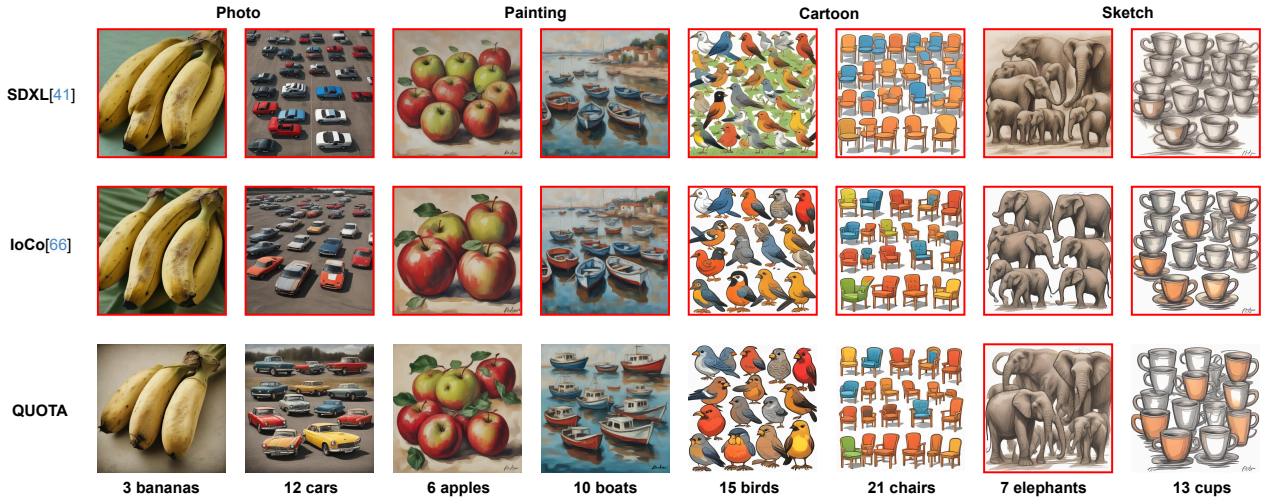 Photo Painting Cartoon Sketch
SDXL[41]
IoCo[66]
QUOTA
3 bananas 12 cars 6 apples 10 boats 15 birds 21 chairs 7 elephants 13 cups